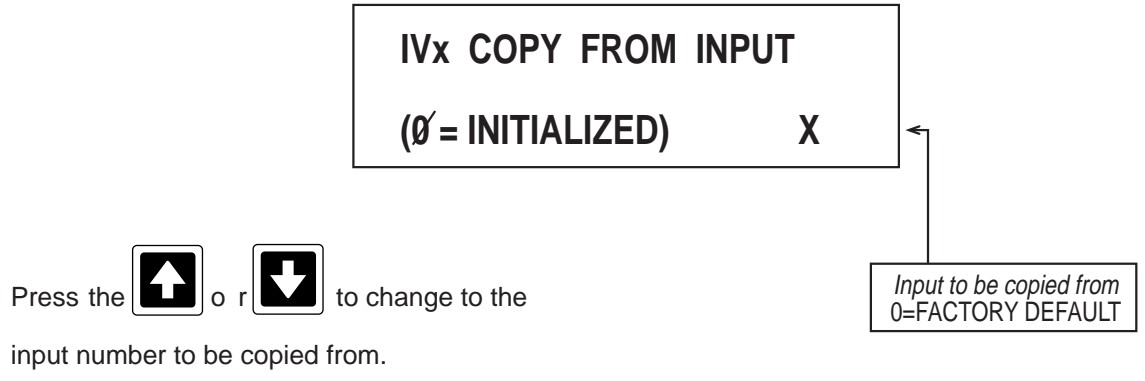 IVx COPY FROM INPUT
(0 = INITIALIZED) X
Input to be copied from
0=FACTORY DEFAULT
Press the o r to change to the
input number to be copied from.